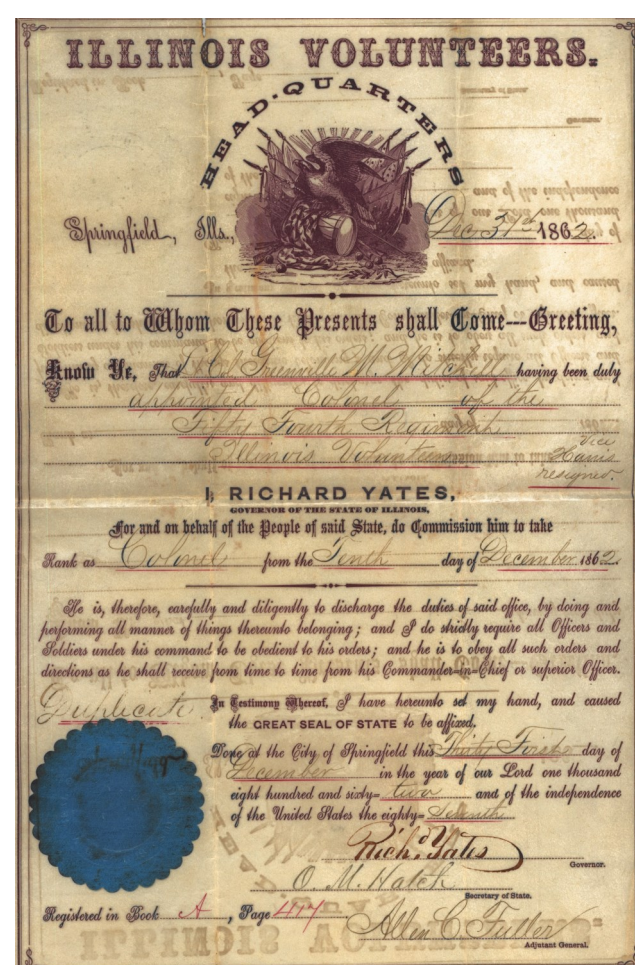 ILLINOIS VOLUNTEERS.
HEAD-QUARTERS
Springfield, Ills., Dec 31st 1862.
To all to Whom These Presents shall Come---Greeting,
Know Ye, That Lt Col Greenville M. Mitchell having been duly
appointed Colonel of the
Fifty Fourth Regiment
Illinois Volunteers vice
Harris
resigned.
I, RICHARD YATES,
GOVERNOR OF THE STATE OF ILLINOIS,
For and on behalf of the People of said State, do Commission him to take
Rank as Colonel from the Tenth day of December 1862.
He is, therefore, carefully and diligently to discharge the duties of said office, by doing and
performing all manner of things thereunto belonging; and I do strictly require all Officers and
Soldiers under his command to be obedient to his orders; and he is to obey all such orders and
directions as he shall receive from time to time from his Commander-in-Chief or superior Officer.
Duplicate
In Testimony Whereof, I have hereunto set my hand, and caused
the GREAT SEAL OF STATE to be affixed.
Done at the City of Springfield this Thirty First day of
December in the year of our Lord one thousand
eight hundred and sixty-two and of the independence
of the United States the eighty-Seventh
Rich. Yates
Governor.
O. M. Hatch
Secretary of State.
Registered in Book A, Page 417
Allen C. Fuller
Adjutant General.